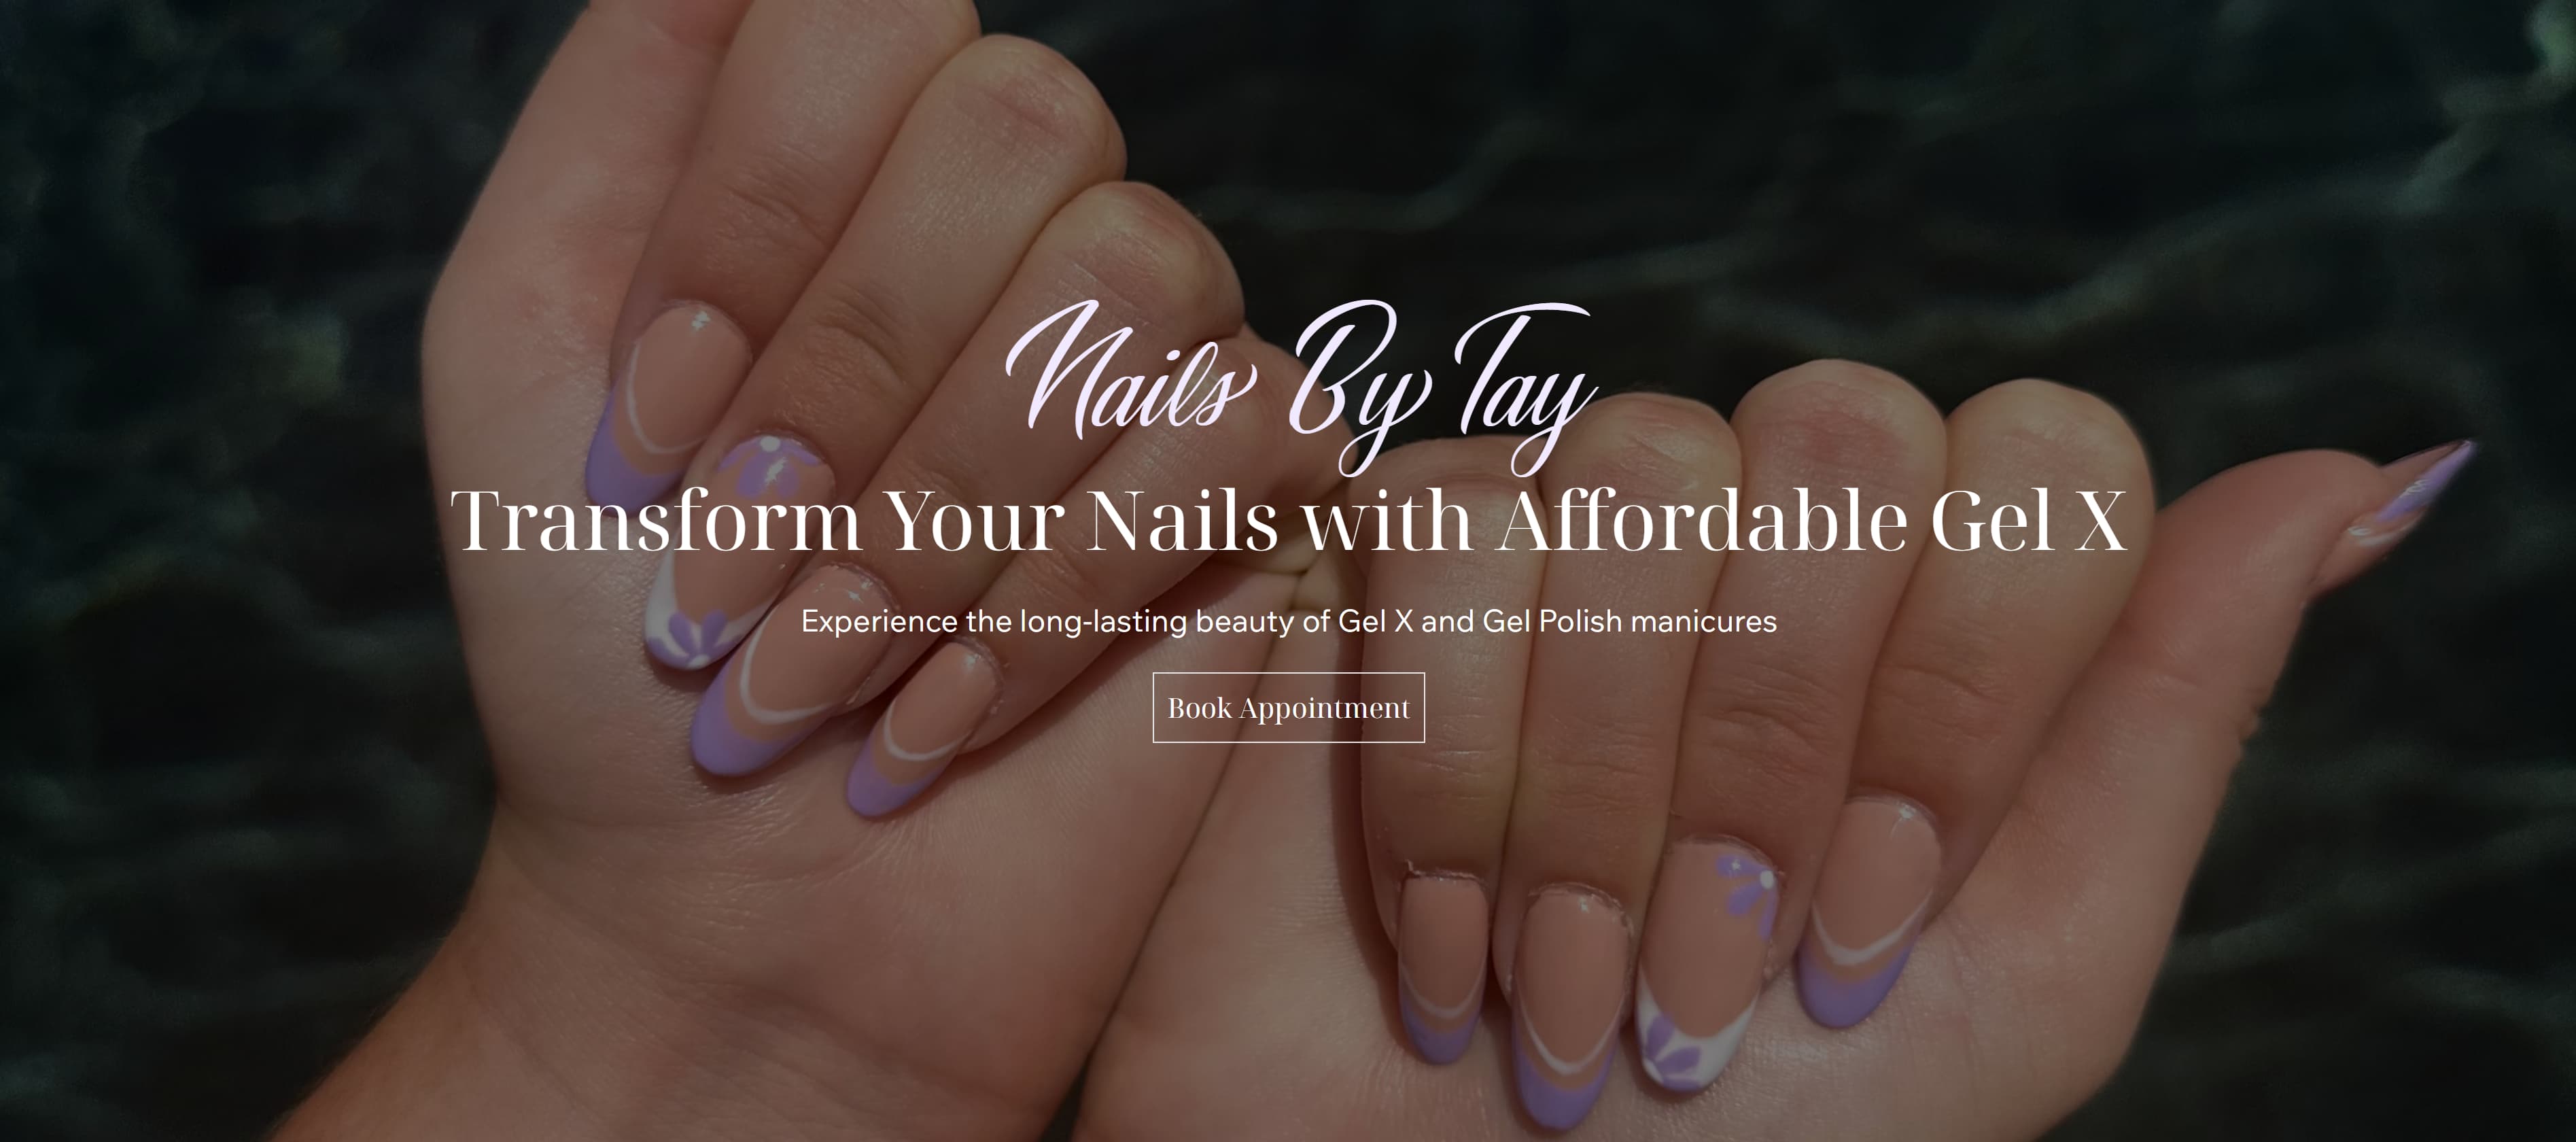 Nails By Tay
Transform Your Nails with Affordable Gel X
Experience the long-lasting beauty of Gel X and Gel Polish manicures
Book Appointment